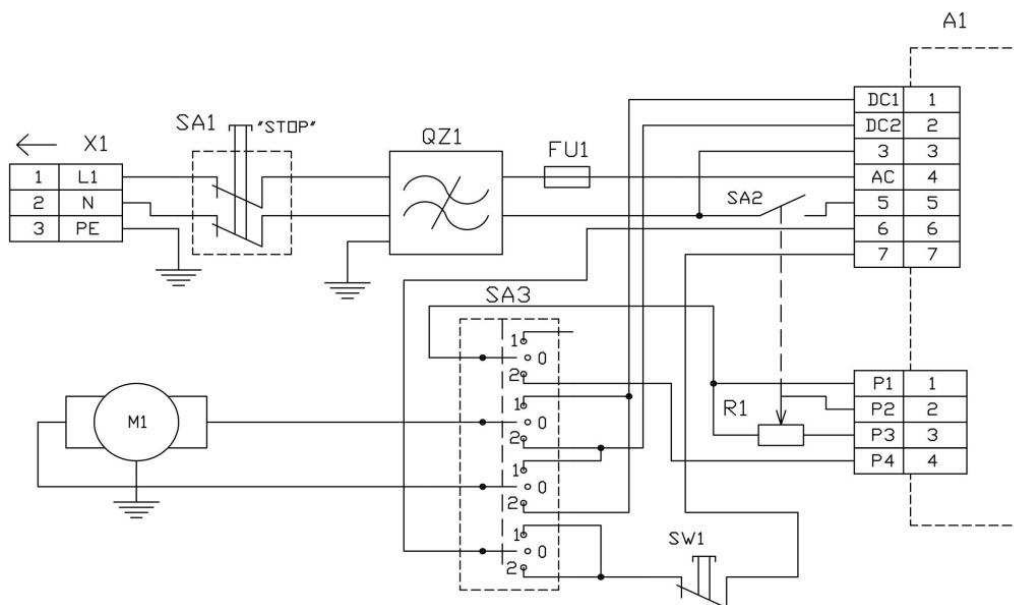 A1
DC1 1
DC2 2
3 3
AC 4
5 5
6 6
7 7
SA1 "STOP"
X1
1 L1
2 N
3 PE
QZ1
FU1
SA2
SA3
1
0
2
1
0
2
1
0
2
1
0
2
M1
R1
P1 1
P2 2
P3 3
P4 4
SW1